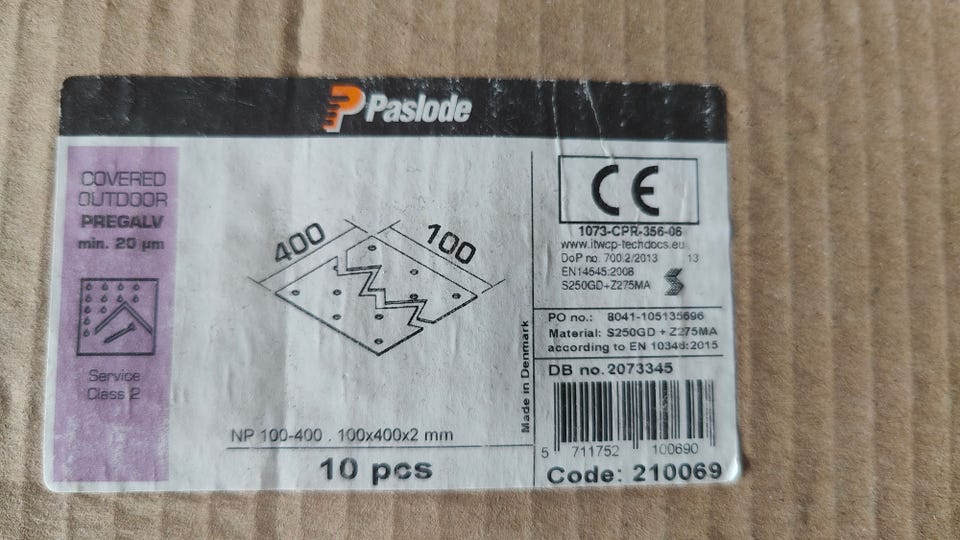 Paslode
COVERED
OUTDOOR
PREGALV
min. 20 µm
Service
Class 2
400
100
NP 100-400 . 100x400x2 mm
10 pcs
Made in Denmark
CE
1073-CPR-356-06
www.itwcp-techdocs.eu
DoP no. 700.2/2013 13
EN14545:2008
S250GD+Z275MA
PO no.: 8041-105135696
Material: S250GD + Z275MA
according to EN 10346:2015
DB no. 2073345
5 711752 100690
Code: 210069